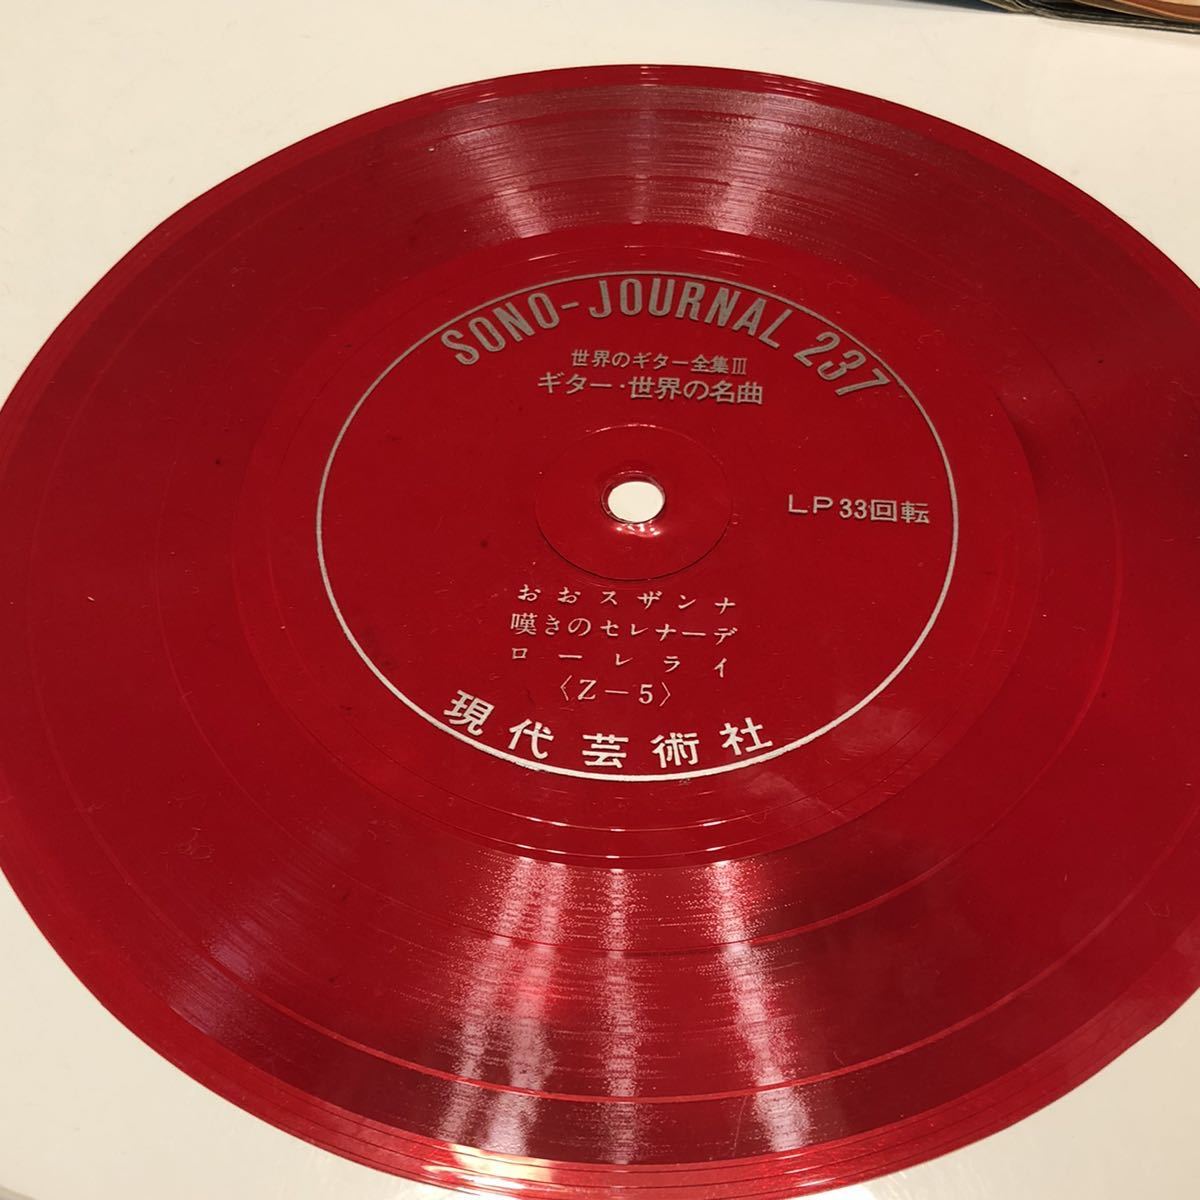 SONO-JOURNAL 237
世界のギター全集Ⅲ
ギター・世界の名曲
LP33回転
おおスザンナ
嘆きのセレナーデ
ローレライ
〈Z－5〉
現代芸術社